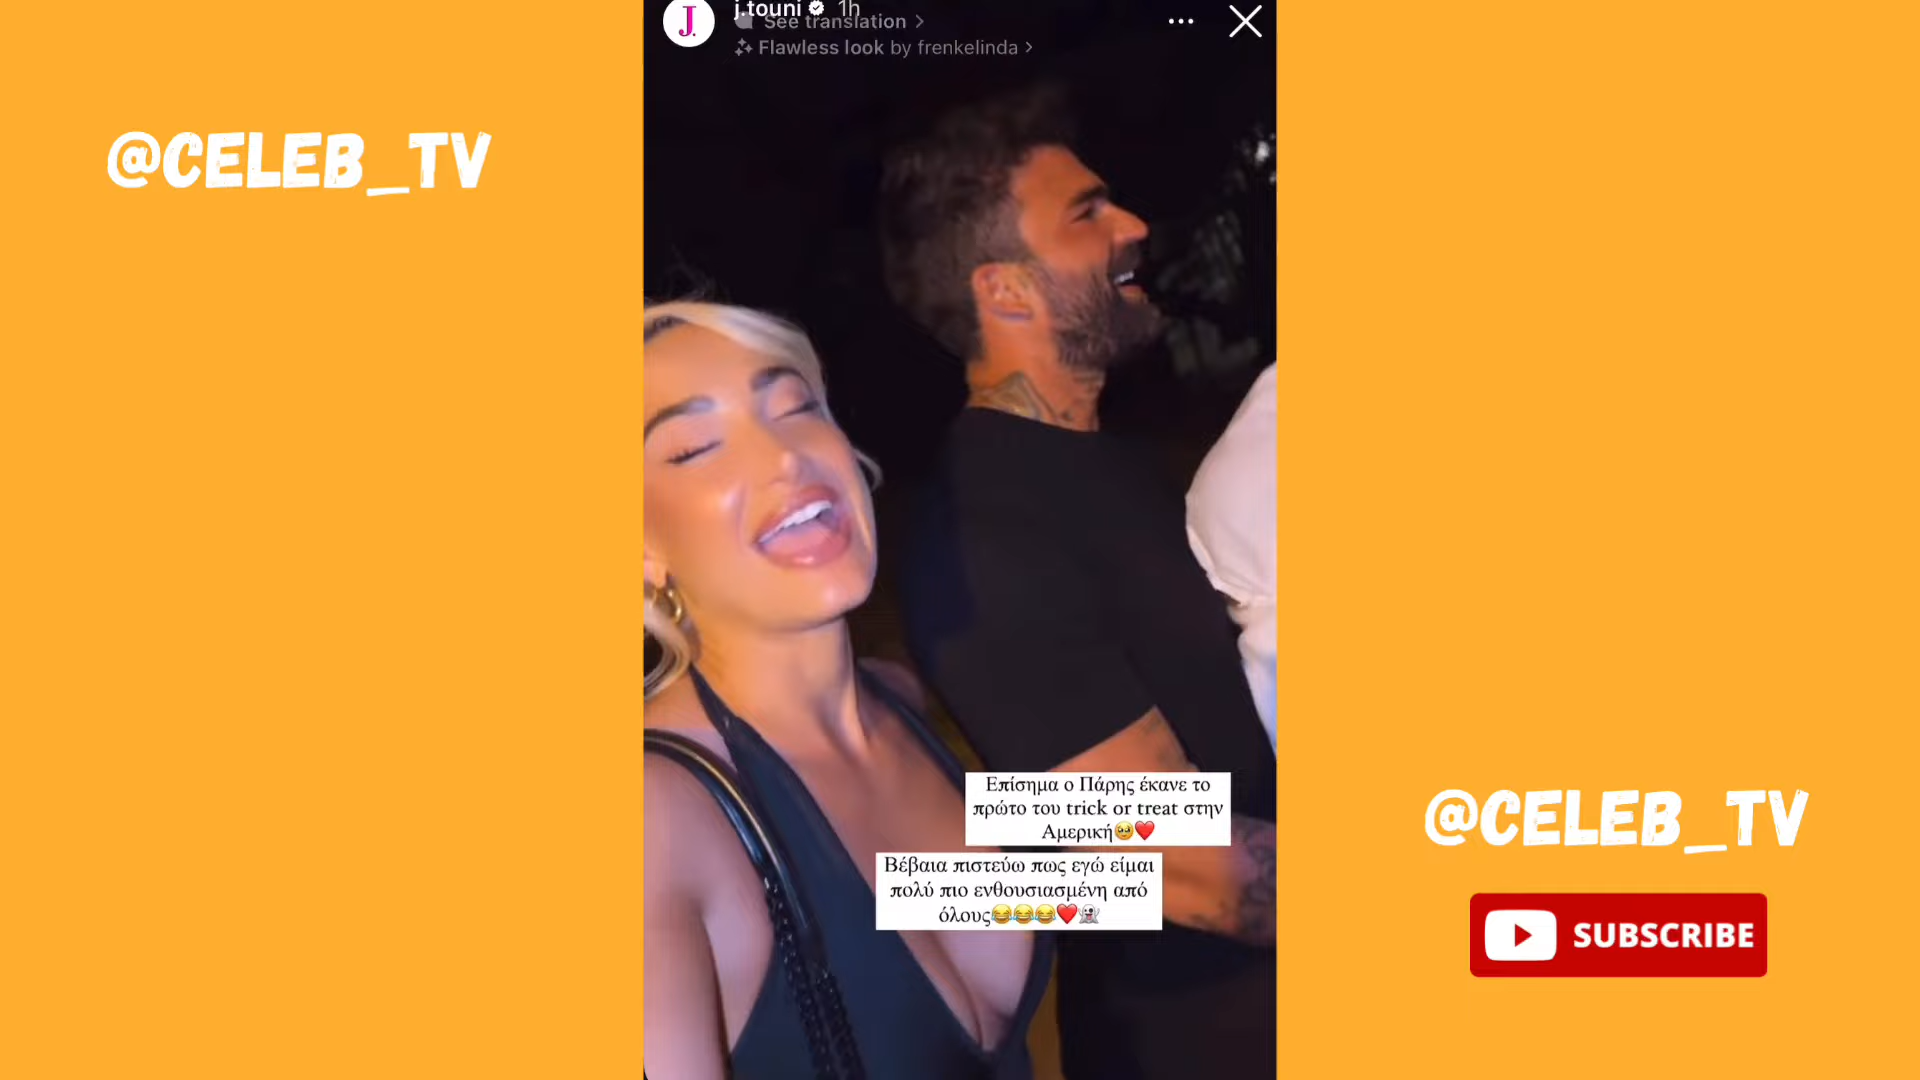 j.touni 1h
See translation >
Flawless look by frenkelinda >
J.
@CELEB_TV
Επίσημα ο Πάρης έκανε το
πρώτο του trick or treat στην
Αμερική🥹❤️
Βέβαια πιστεύω πως εγώ είμαι
πολύ πιο ενθουσιασμένη από
όλους😂😂😂❤️👻
@CELEB_TV
SUBSCRIBE